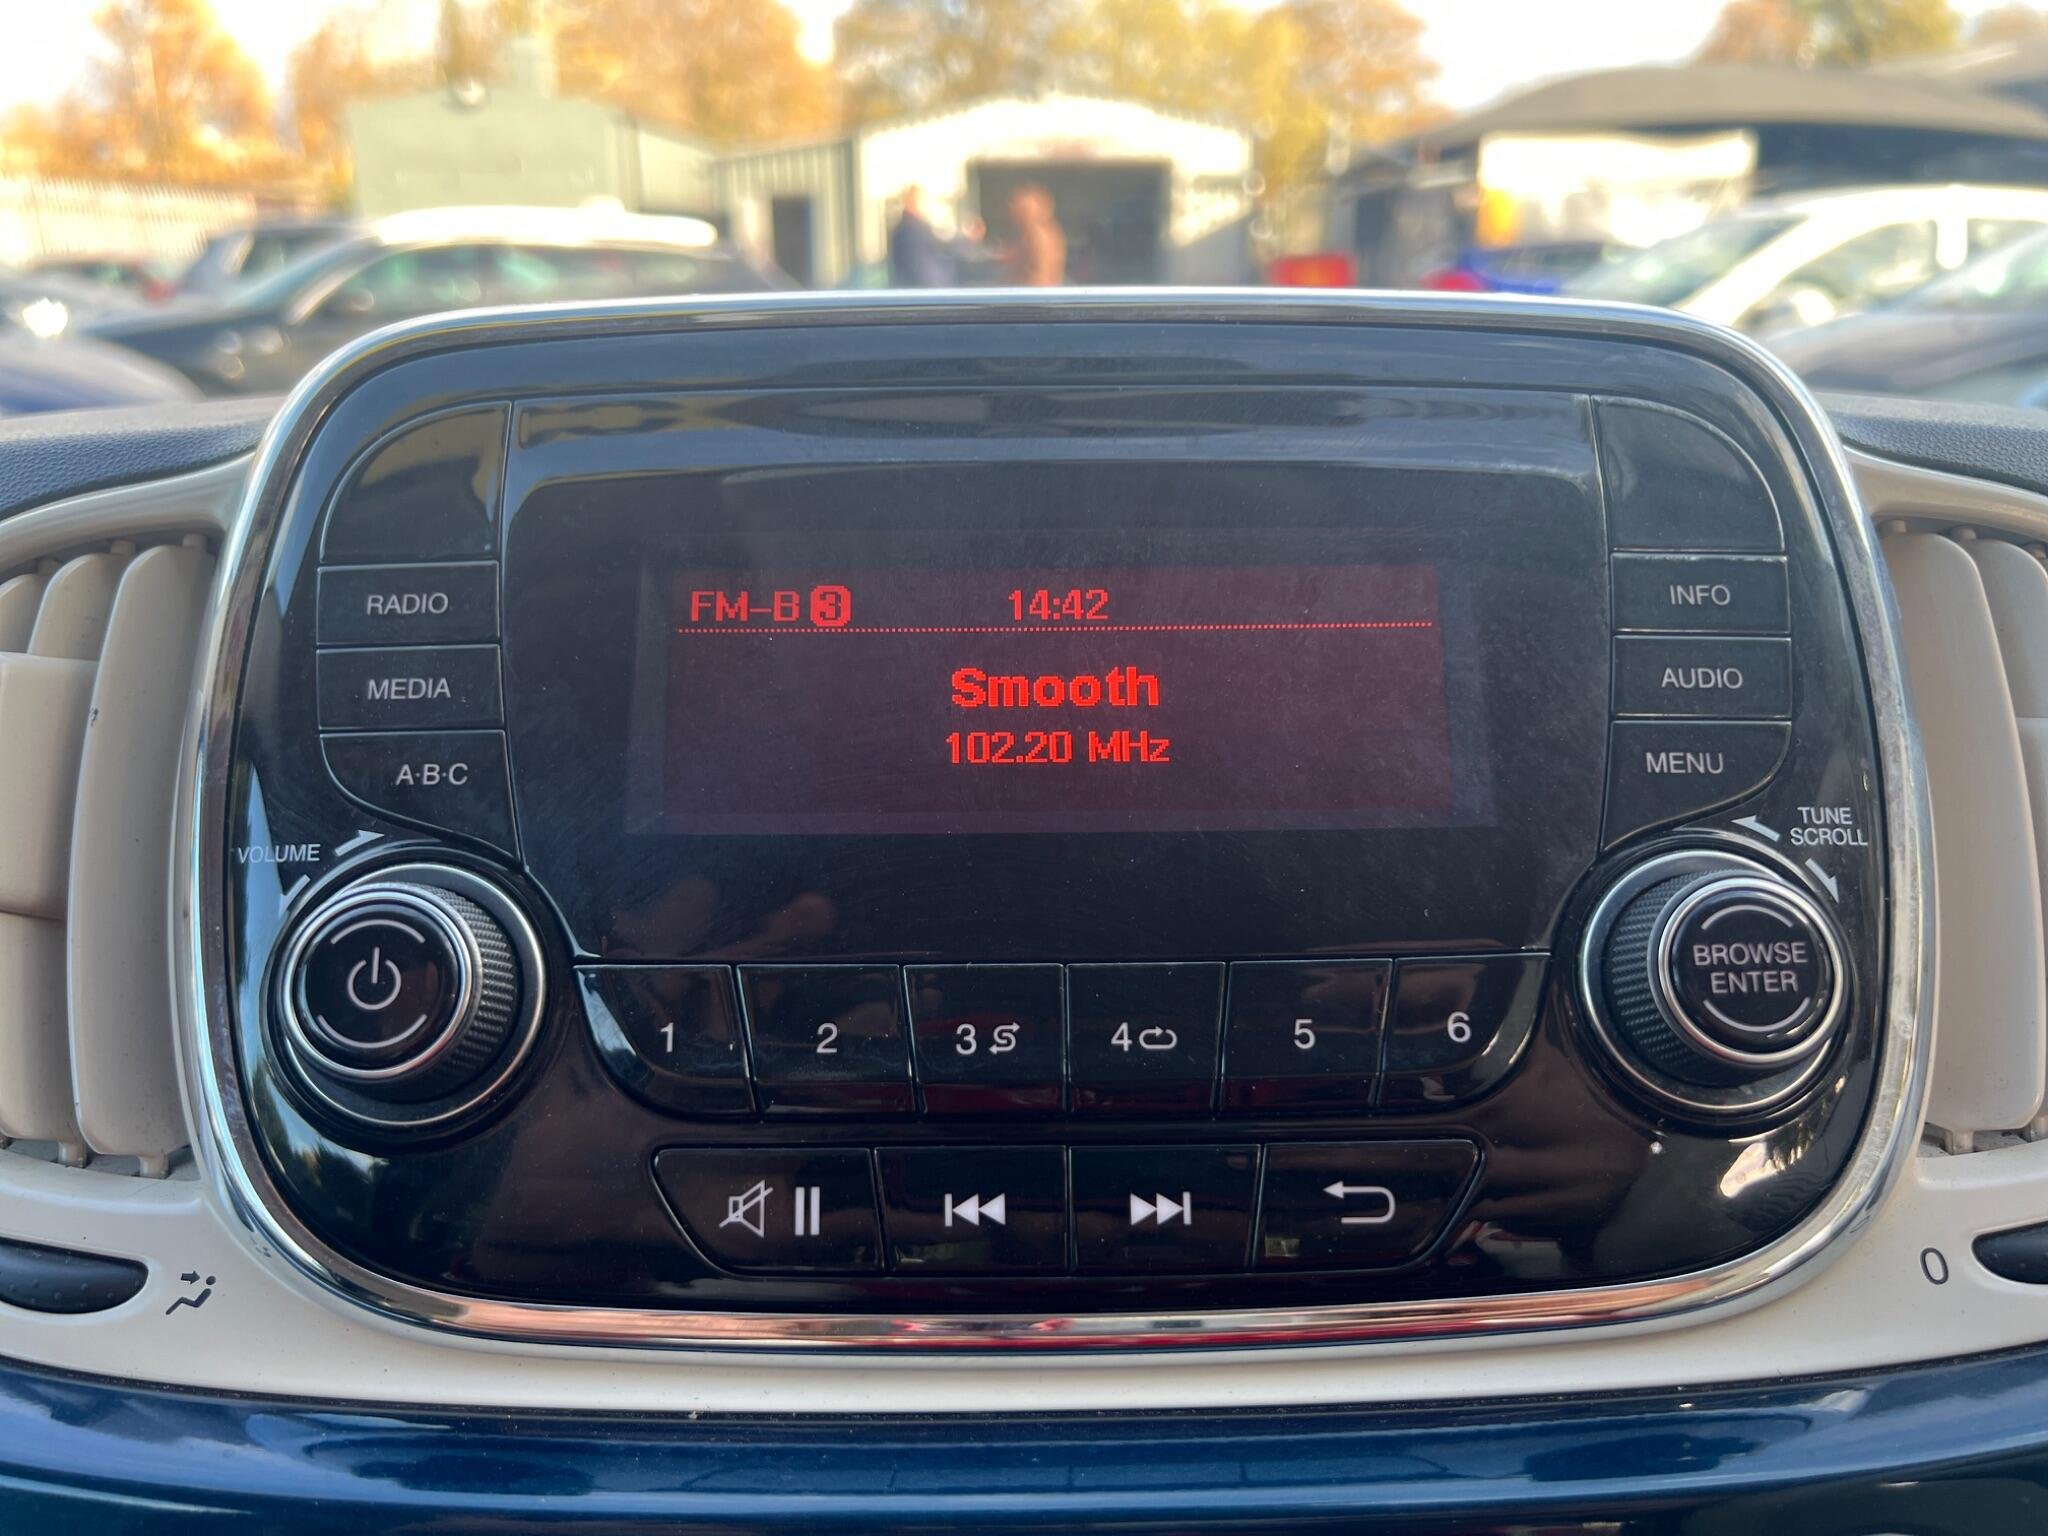 FM-B 3 14:42
Smooth
102.20 MHz
RADIO
MEDIA
A·B·C
INFO
AUDIO
MENU
VOLUME
TUNE
SCROLL
BROWSE
ENTER
1 2 3 4 5 6
0